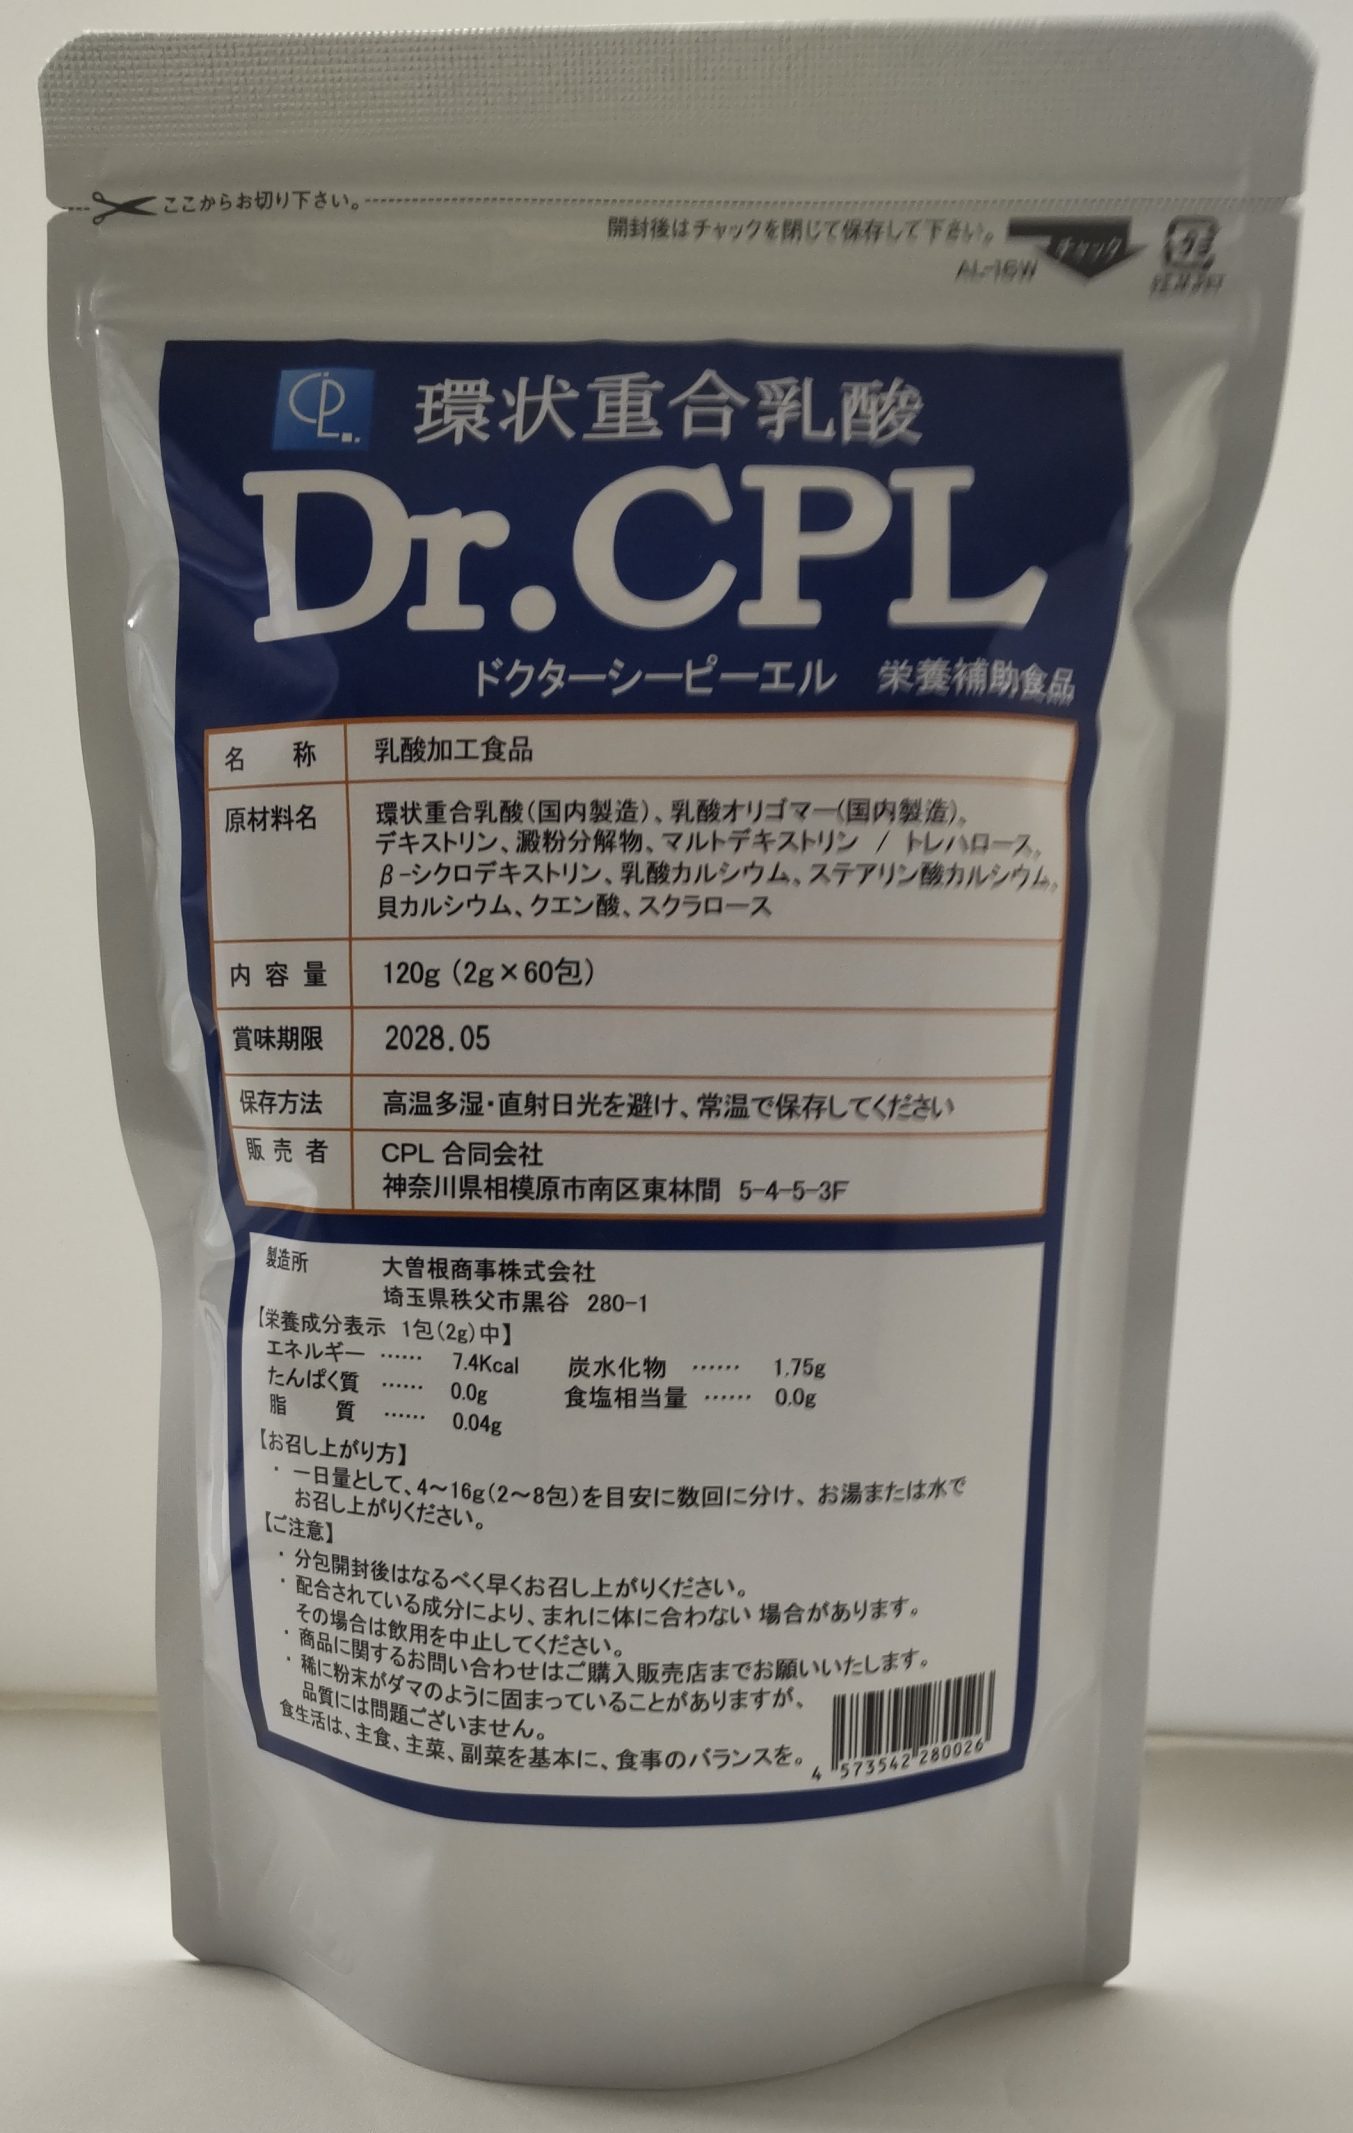 ここからお切り下さい。
開封後はチャックを閉じて保存して下さい。
チャック
AL-16W
CPL
環状重合乳酸
Dr.CPL
ドクターシーピーエル 栄養補助食品
名 称 乳酸加工食品
原材料名 環状重合乳酸(国内製造)、乳酸オリゴマー(国内製造)、
デキストリン、澱粉分解物、マルトデキストリン / トレハロース、
β-シクロデキストリン、乳酸カルシウム、ステアリン酸カルシウム、
貝カルシウム、クエン酸、スクラロース
内 容 量 120g (2g×60包)
賞味期限 2028.05
保存方法 高温多湿・直射日光を避け、常温で保存してください
販 売 者 CPL 合同会社
神奈川県相模原市南区東林間 5-4-5-3F
製造所 大曽根商事株式会社
埼玉県秩父市黒谷 280-1
【栄養成分表示 1包(2g)中】
エネルギー …… 7.4Kcal 炭水化物 …… 1.75g
たんぱく質 …… 0.0g 食塩相当量 …… 0.0g
脂 質 …… 0.04g
【お召し上がり方】
・一日量として、4～16g(2～8包)を目安に数回に分け、お湯または水で
お召し上がりください。
【ご注意】
・分包開封後はなるべく早くお召し上がりください。
・配合されている成分により、まれに体に合わない 場合があります。
その場合は飲用を中止してください。
・商品に関するお問い合わせはご購入販売店までお願いいたします。
・稀に粉末がダマのように固まっていることがありますが、
品質には問題ございません。
食生活は、主食、主菜、副菜を基本に、食事のバランスを。
4 573542 280026